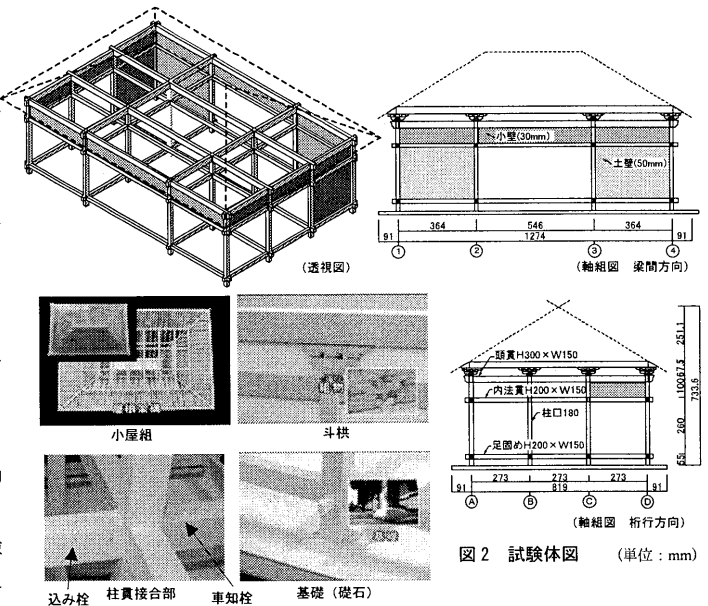 (透視図)
小壁(30mm)
土壁(50mm)
364
546
364
91
1274
91
1
2
3
4
(軸組図 梁間方向)
小屋組
斗栱
込み栓
柱貫接合部
車知栓
基礎
基礎（礎石）
頭貫H300×W150
内法貫H200×W150
柱口180
足固めH200×W150
251.1
67.5
100
260
55
733.6
273
273
273
91
819
91
A
B
C
D
(軸組図 桁行方向)
図2 試験体図 (単位：mm)